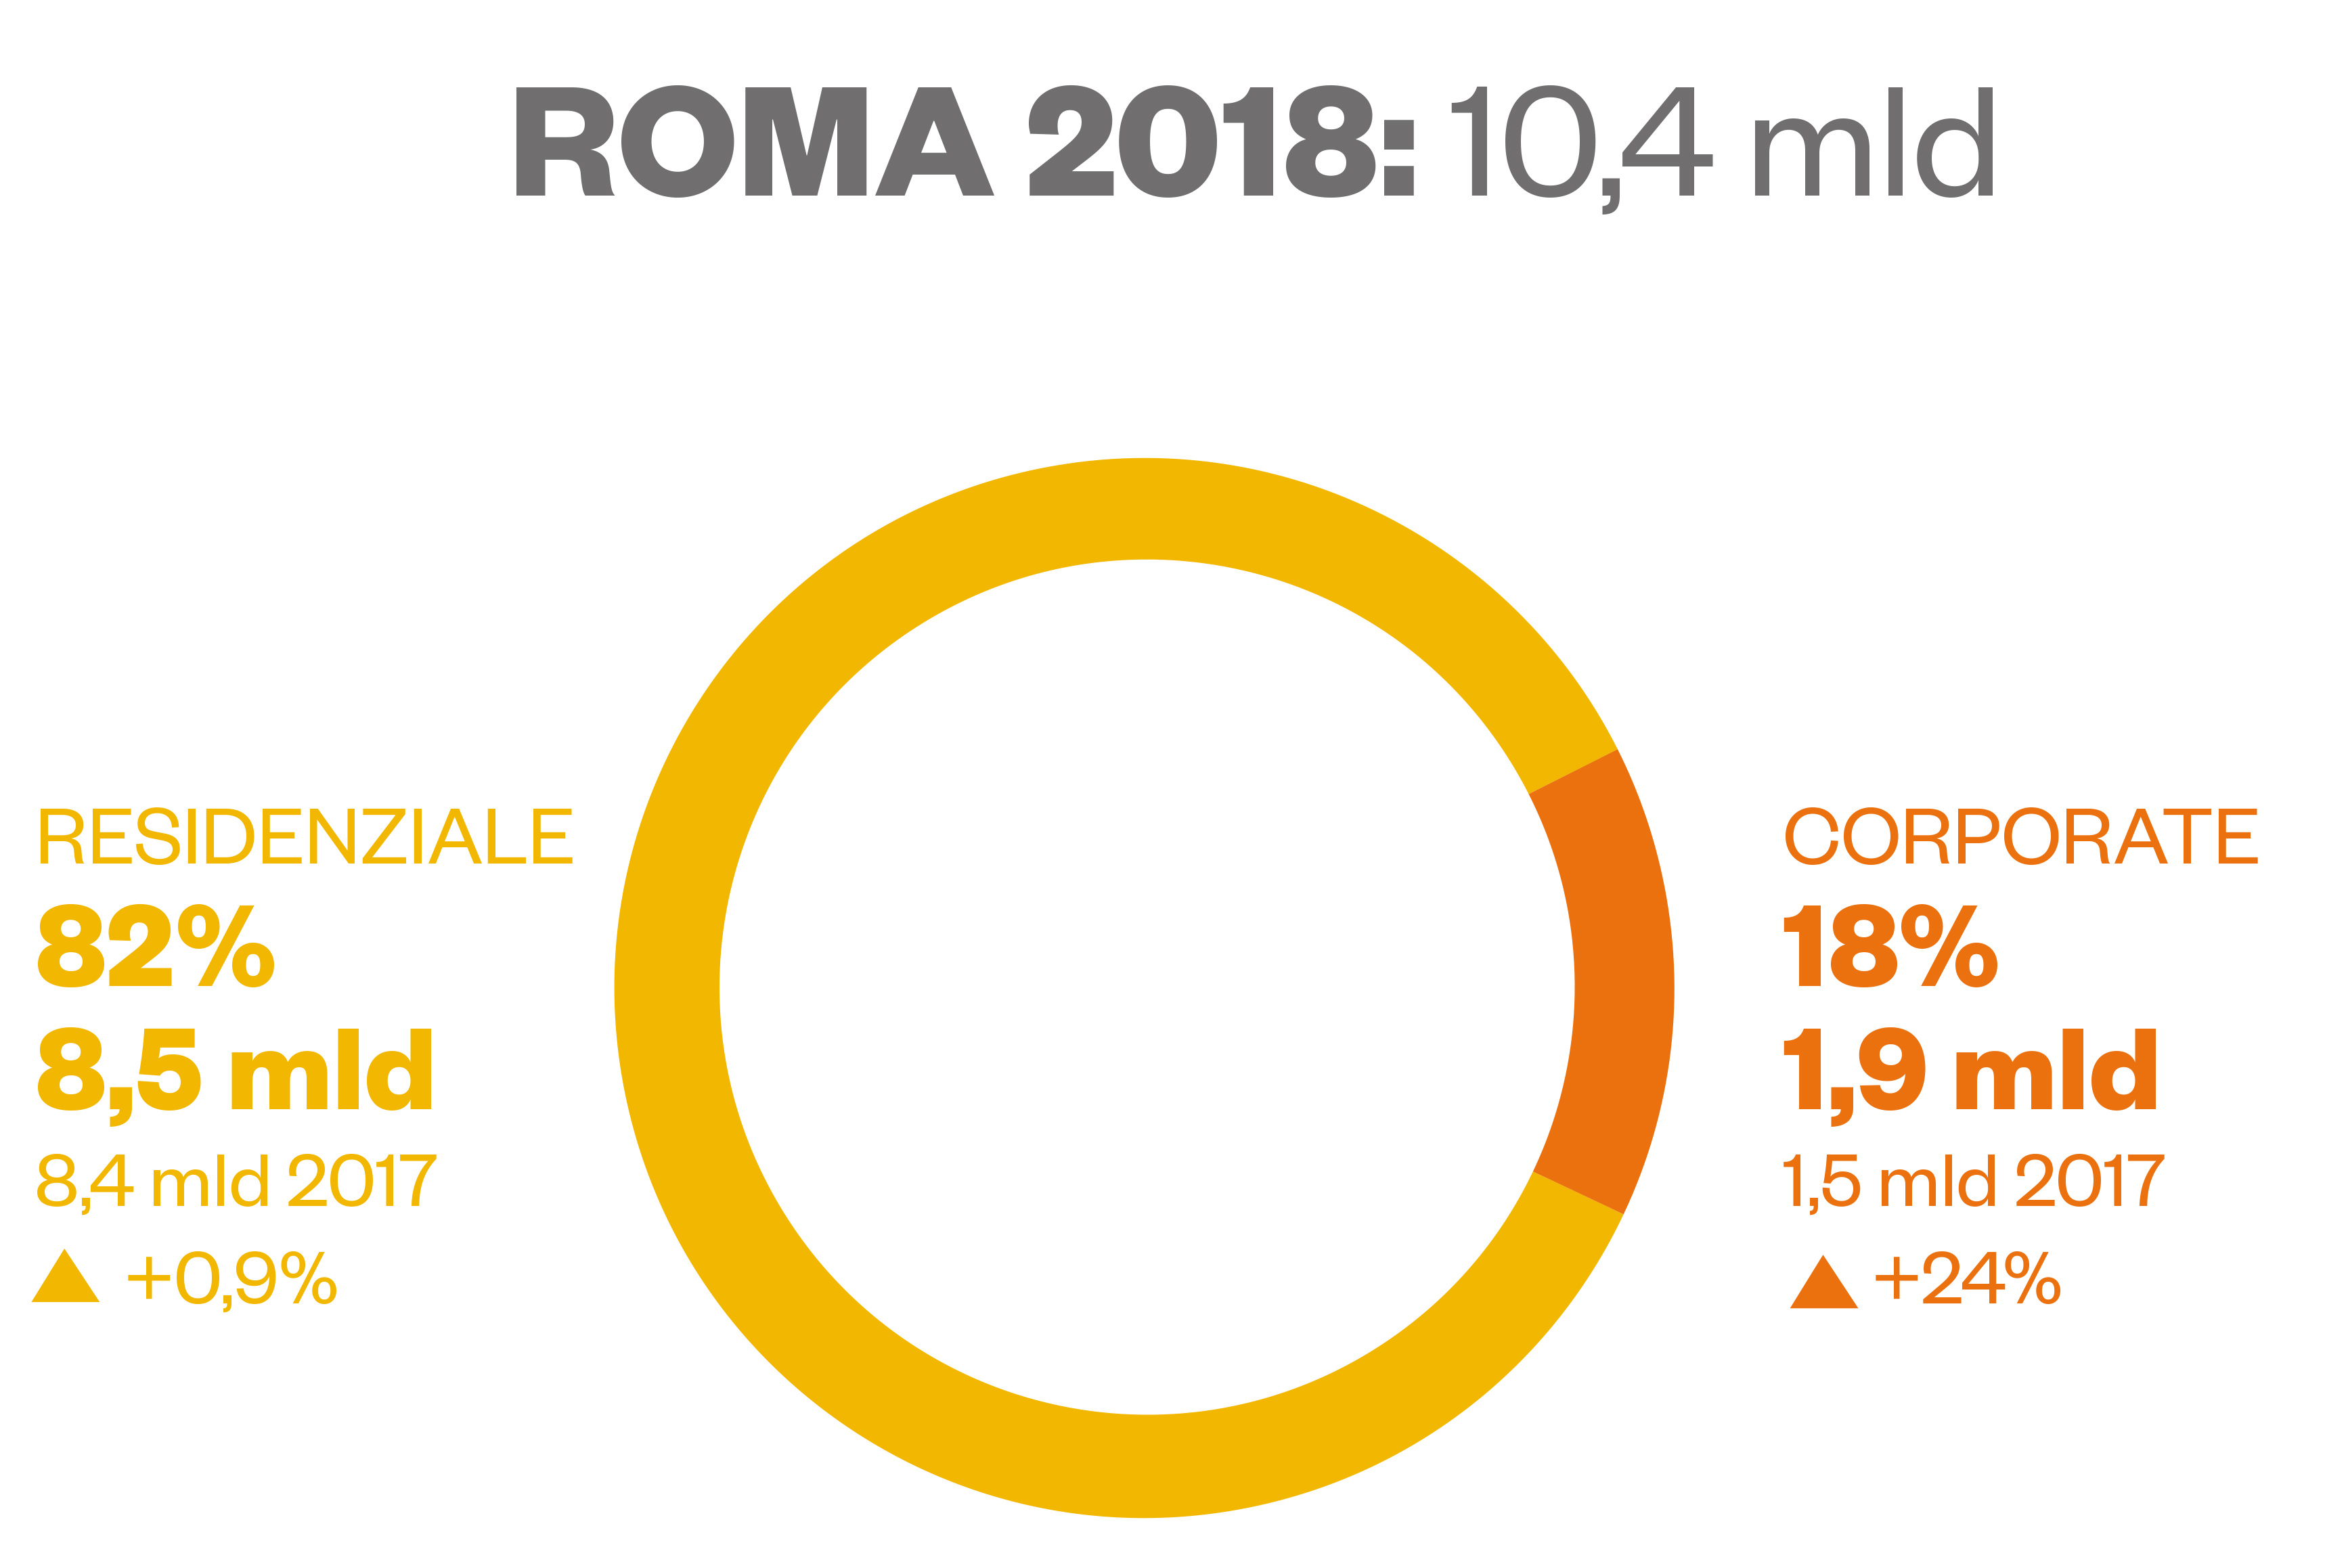 ROMA 2018: 10,4 mld
RESIDENZIALE
82%
8,5 mld
8,4 mld 2017
+0,9%
CORPORATE
18%
1,9 mld
1,5 mld 2017
+24%